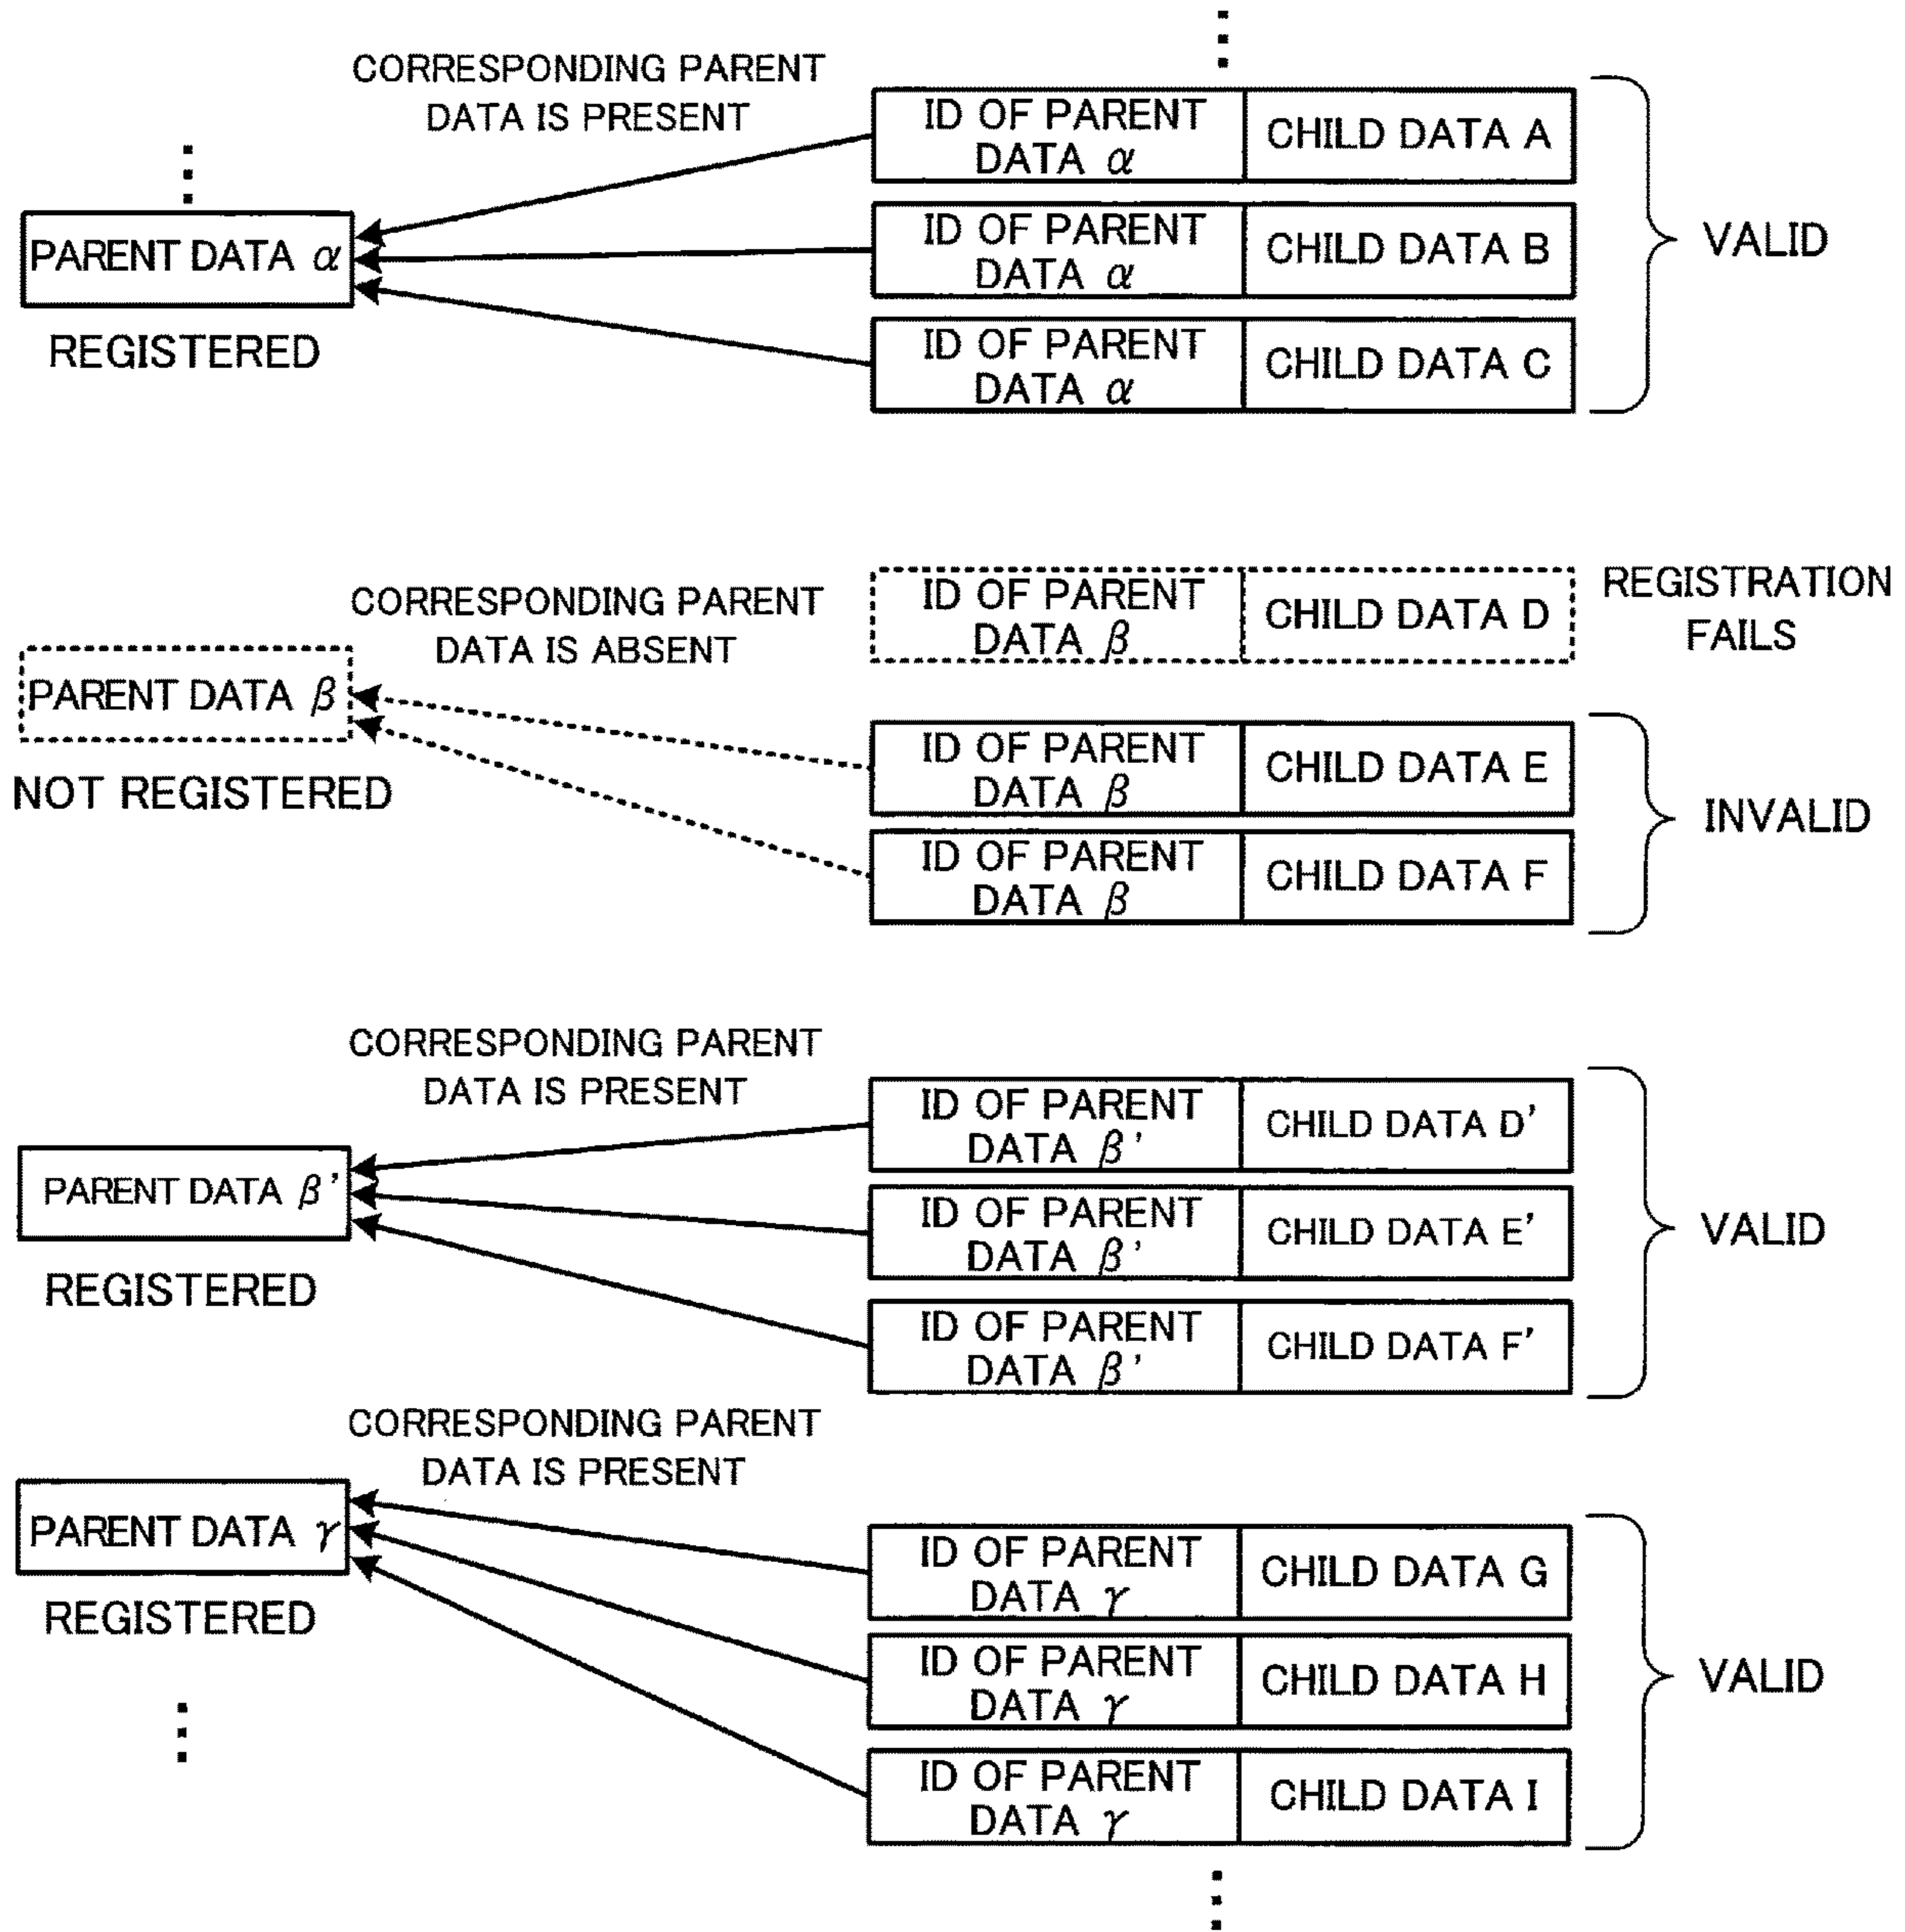 CORRESPONDING PARENT
DATA IS PRESENT
PARENT DATA α
REGISTERED
ID OF PARENT
DATA α
CHILD DATA A
ID OF PARENT
DATA α
CHILD DATA B
ID OF PARENT
DATA α
CHILD DATA C
VALID
CORRESPONDING PARENT
DATA IS ABSENT
PARENT DATA β
NOT REGISTERED
ID OF PARENT
DATA β
CHILD DATA D
REGISTRATION
FAILS
ID OF PARENT
DATA β
CHILD DATA E
ID OF PARENT
DATA β
CHILD DATA F
INVALID
CORRESPONDING PARENT
DATA IS PRESENT
PARENT DATA β'
REGISTERED
ID OF PARENT
DATA β'
CHILD DATA D'
ID OF PARENT
DATA β'
CHILD DATA E'
ID OF PARENT
DATA β'
CHILD DATA F'
VALID
CORRESPONDING PARENT
DATA IS PRESENT
PARENT DATA γ
REGISTERED
ID OF PARENT
DATA γ
CHILD DATA G
ID OF PARENT
DATA γ
CHILD DATA H
ID OF PARENT
DATA γ
CHILD DATA I
VALID